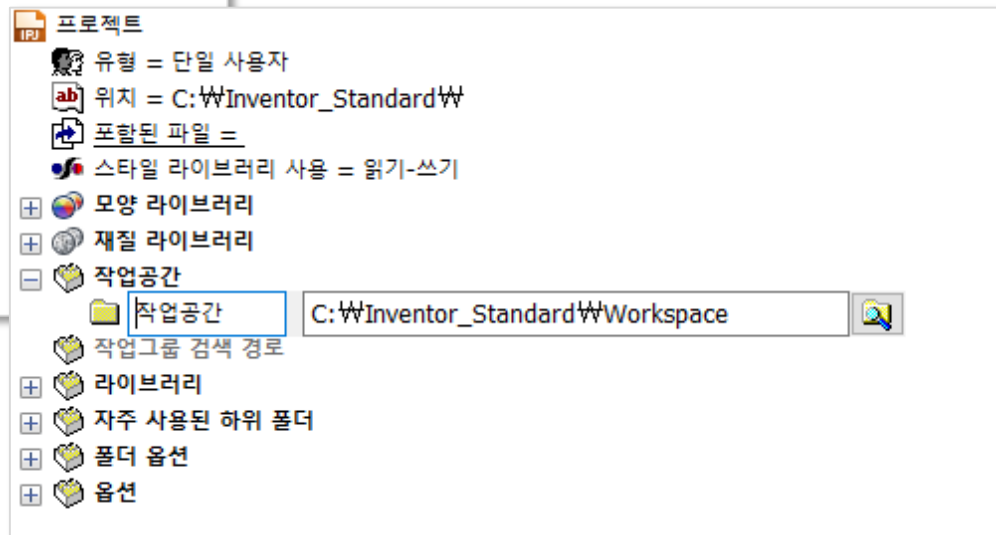 프로젝트
유형 = 단일 사용자
위치 = C:₩Inventor_Standard₩
포함된 파일 =
스타일 라이브러리 사용 = 읽기-쓰기
모양 라이브러리
재질 라이브러리
작업공간
작업공간 C:₩Inventor_Standard₩Workspace
작업그룹 검색 경로
라이브러리
자주 사용된 하위 폴더
폴더 옵션
옵션